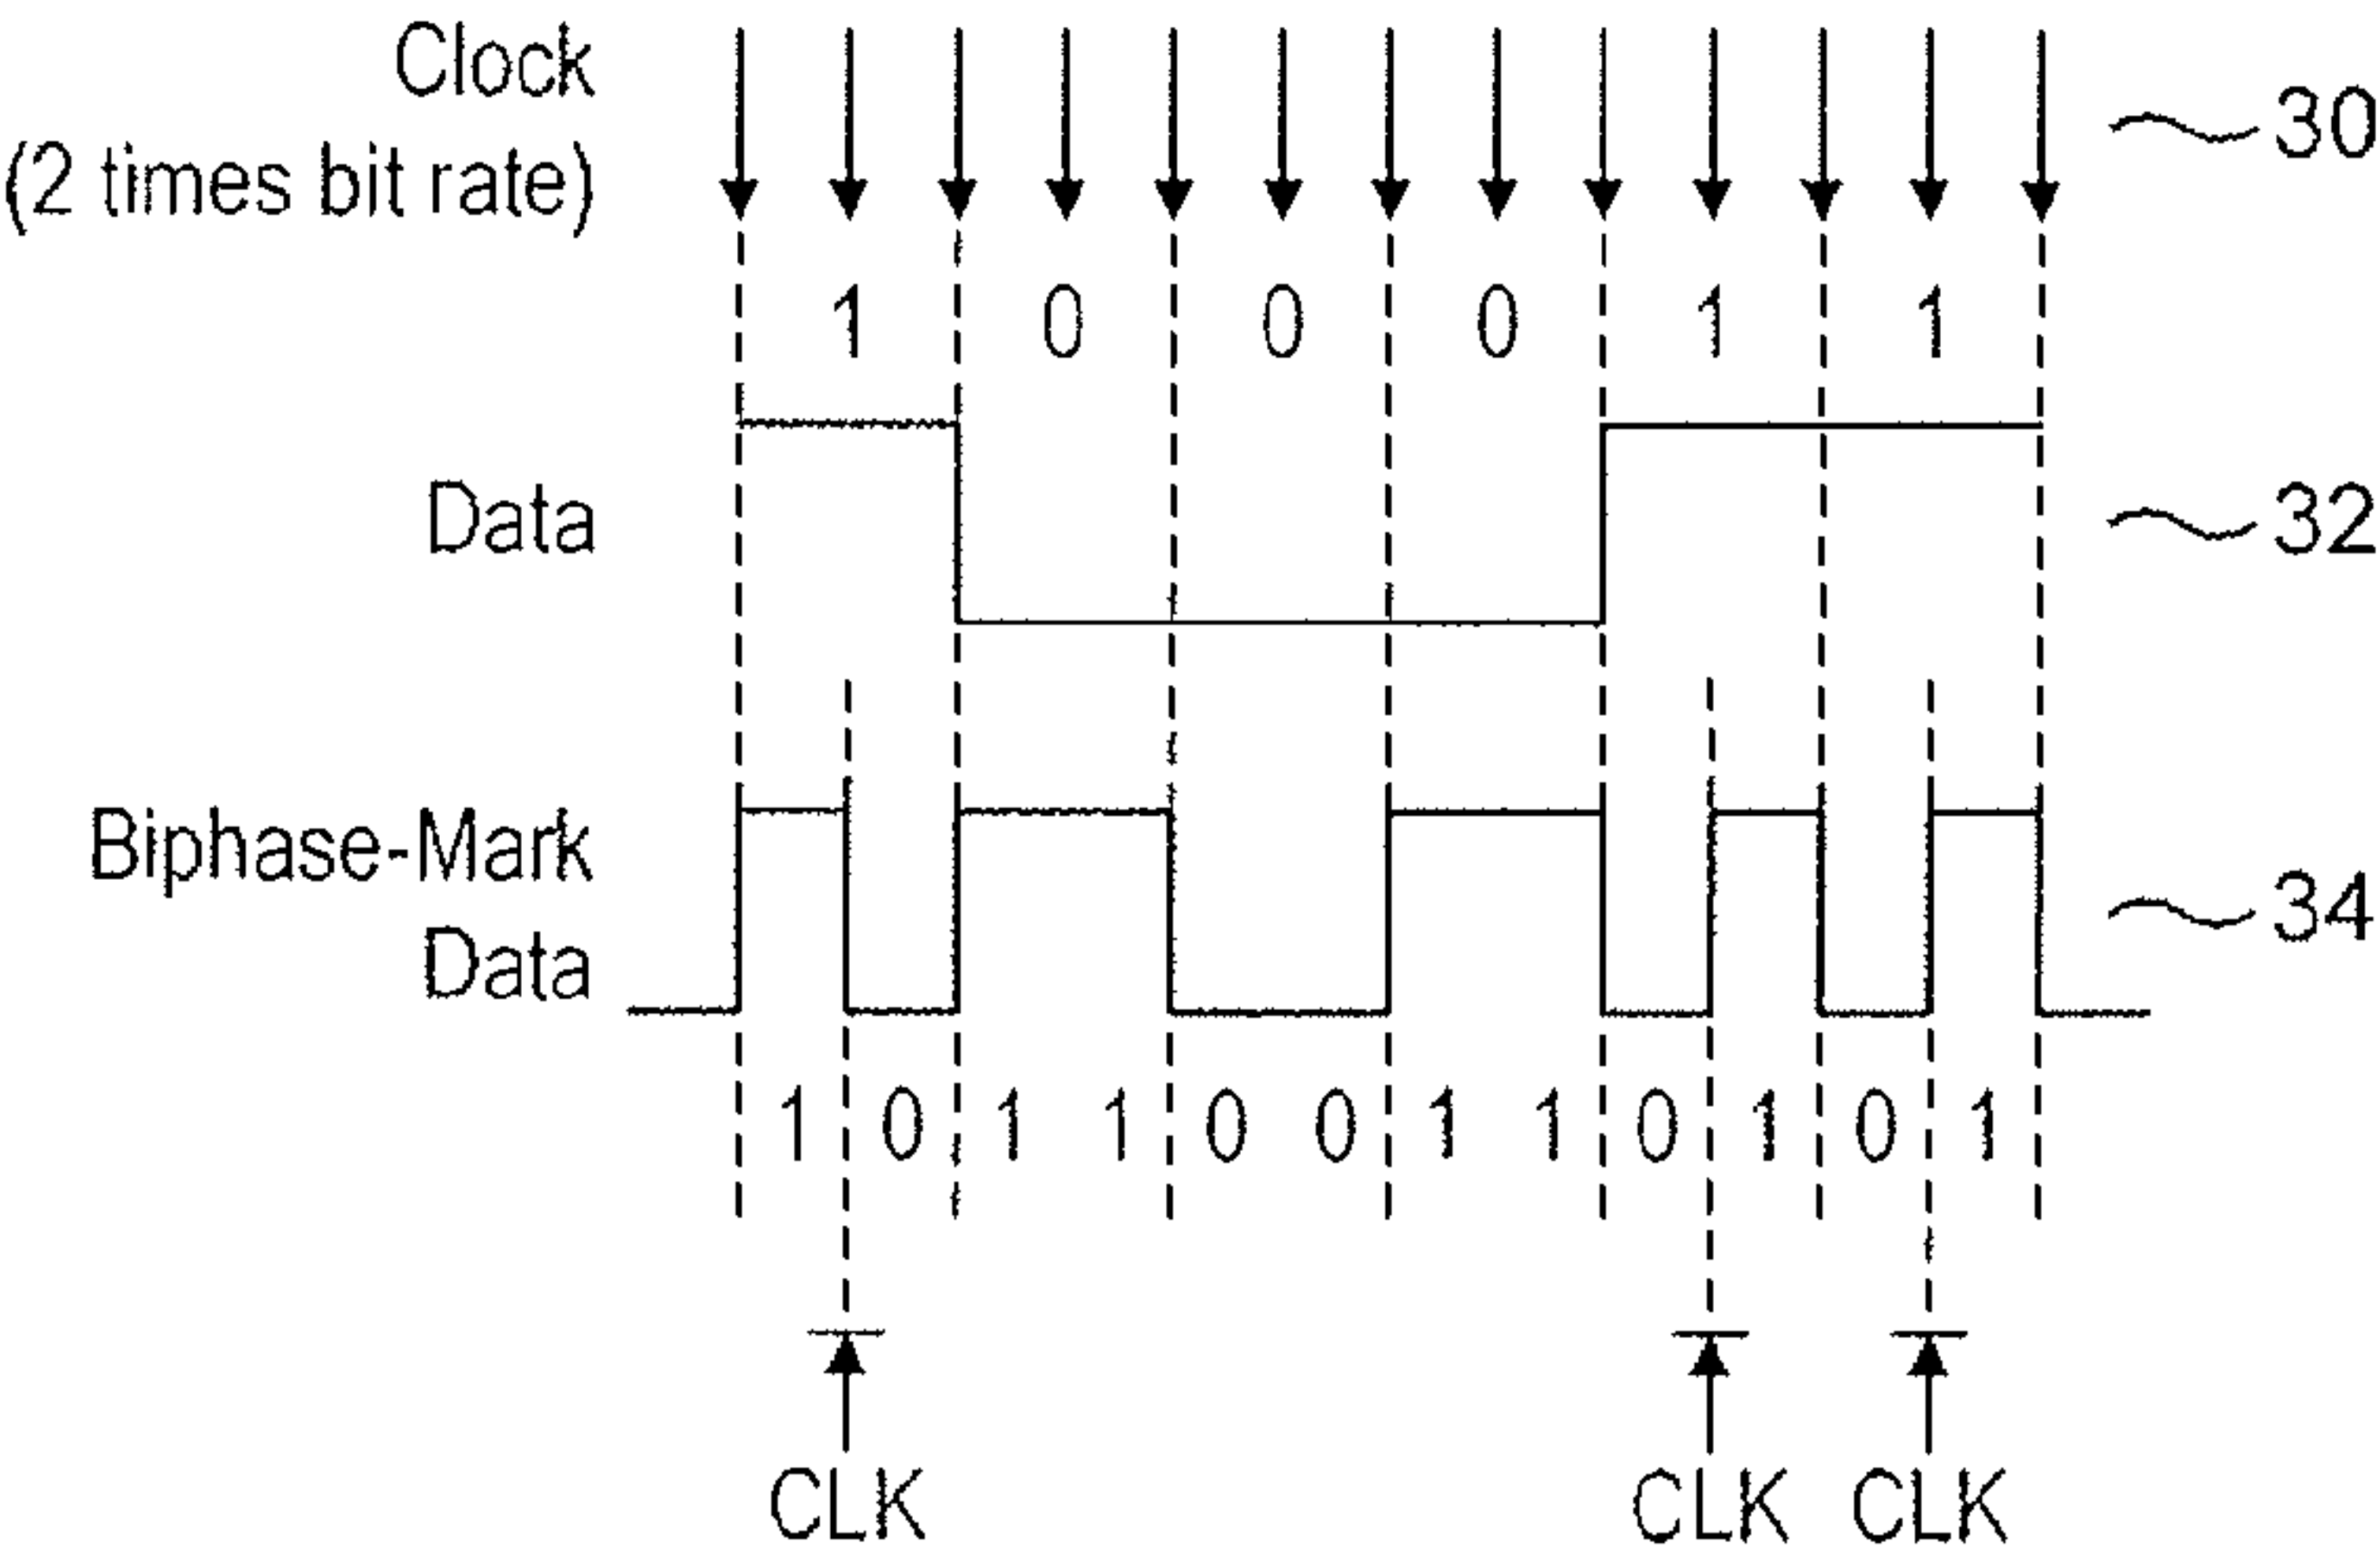 Clock
(2 times bit rate)
30
1 0 0 0 1 1
Data
32
Biphase-Mark
Data
34
1 0 1 1 0 0 1 1 0 1 0 1
CLK CLK CLK